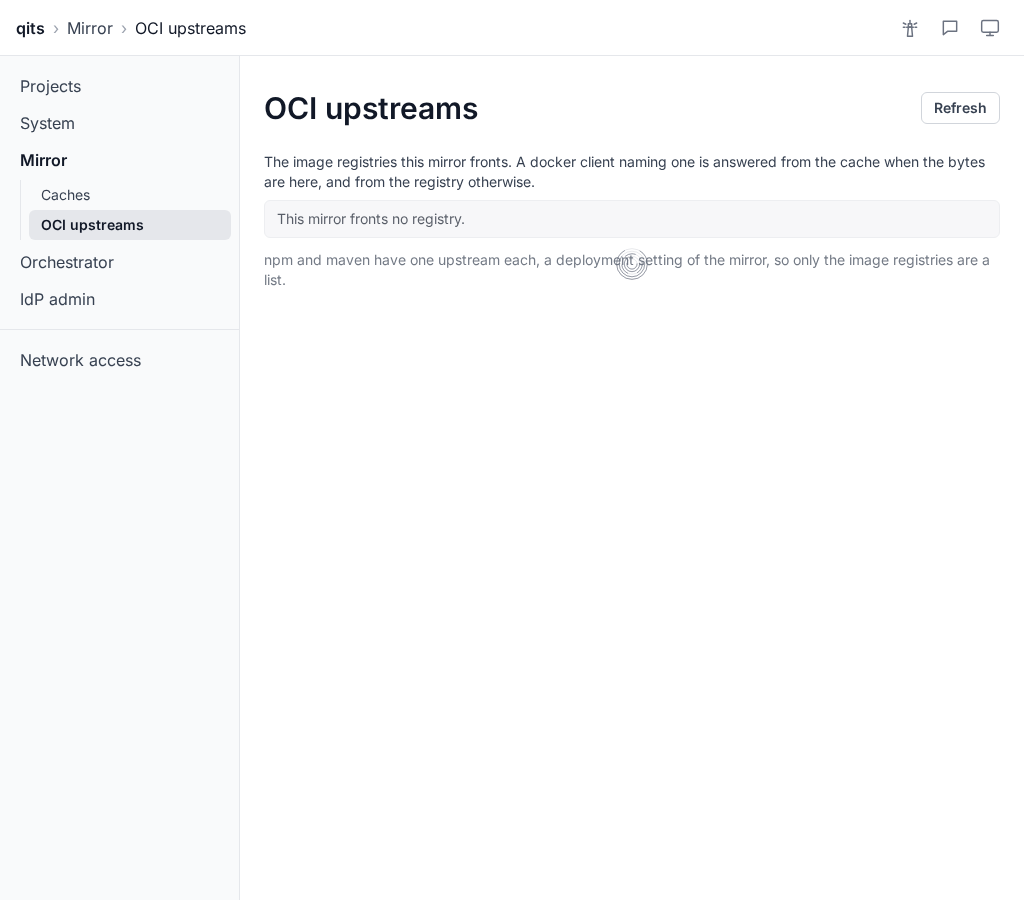 qits › Mirror › OCI upstreams
Projects
System
Mirror
Caches
OCI upstreams
Orchestrator
IdP admin
Network access
OCI upstreams
Refresh
The image registries this mirror fronts. A docker client naming one is answered from the cache when the bytes
are here, and from the registry otherwise.
This mirror fronts no registry.
npm and maven have one upstream each, a deployment setting of the mirror, so only the image registries are a
list.